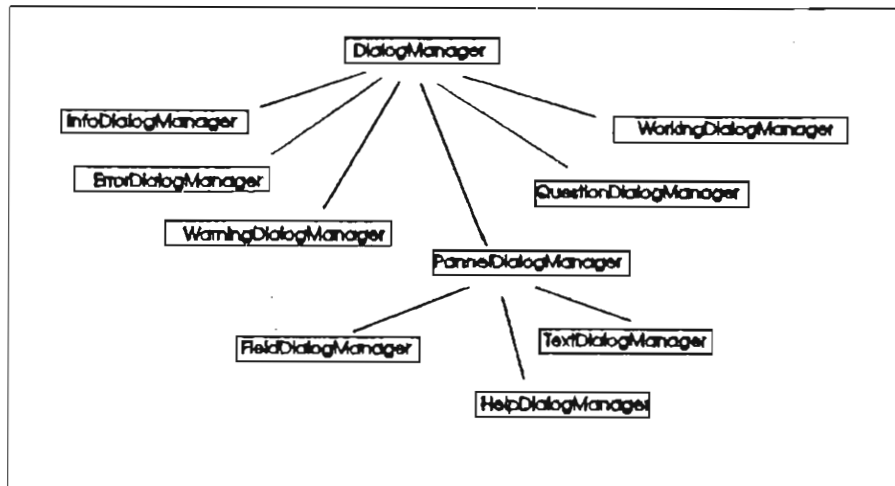 DialogManager
InfoDialogManager
WorkingDialogManager
ErrorDialogManager
QuestionDialogManager
WarningDialogManager
PannelDialogManager
FieldDialogManager
TextDialogManager
HelpDialogManager